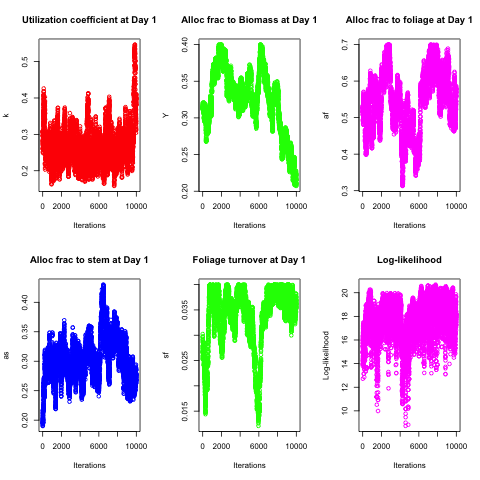 Utilization coefficient at Day 1
k
0.2 0.3 0.4 0.5
0 2000 6000 10000
Iterations
Alloc frac to Biomass at Day 1
Y
0.20 0.25 0.30 0.35 0.40
0 2000 6000 10000
Iterations
Alloc frac to foliage at Day 1
af
0.3 0.4 0.5 0.6 0.7
0 2000 6000 10000
Iterations
Alloc frac to stem at Day 1
as
0.20 0.25 0.30 0.35 0.40
0 2000 6000 10000
Iterations
Foliage turnover at Day 1
sf
0.015 0.025 0.035
0 2000 6000 10000
Iterations
Log-likelihood
Log-likelihood
10 12 14 16 18 20
0 2000 6000 10000
Iterations